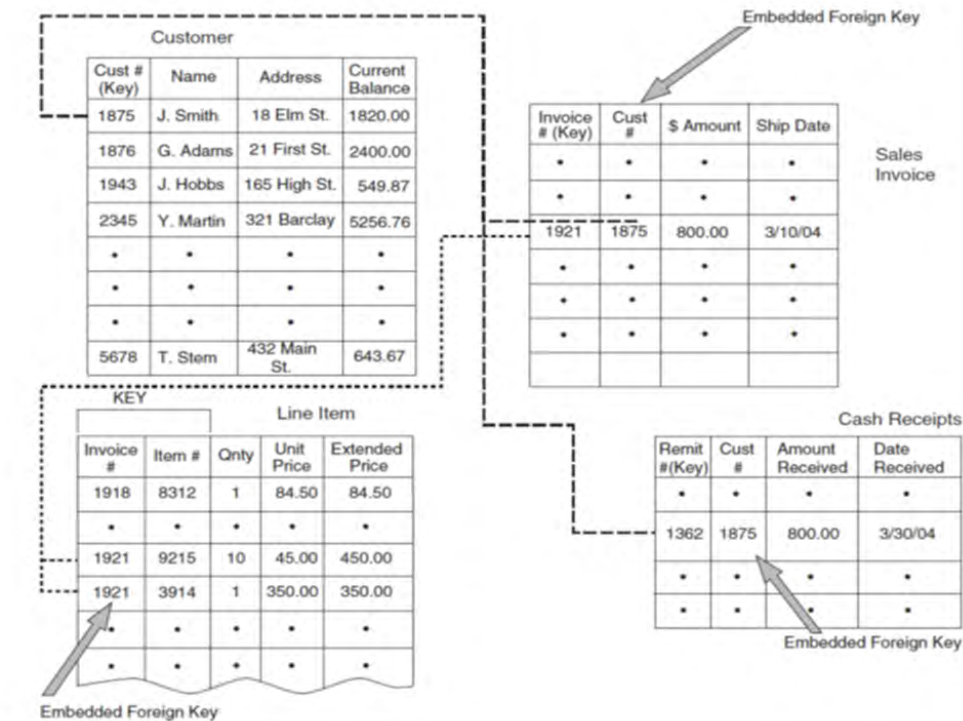 Embedded Foreign Key
Customer
Cust # (Key) Name Address Current Balance
1875 J. Smith 18 Elm St. 1820.00
1876 G. Adams 21 First St. 2400.00
1943 J. Hobbs 165 High St. 549.87
2345 Y. Martin 321 Barclay 5256.76
• • • •
• • • •
• • • •
5678 T. Stem 432 Main St. 643.67
Invoice # (Key) Cust # $ Amount Ship Date
• • • •
• • • •
1921 1875 800.00 3/10/04
• • • •
• • • •
• • • •
Sales
Invoice
KEY
Line Item
Invoice # Item # Qnty Unit Price Extended Price
1918 8312 1 84.50 84.50
• • • • •
1921 9215 10 45.00 450.00
1921 3914 1 350.00 350.00
• • • • •
• • • • •
Embedded Foreign Key
Cash Receipts
Remit #(Key) Cust # Amount Received Date Received
• • • •
1362 1875 800.00 3/30/04
• • • •
• • • •
Embedded Foreign Key